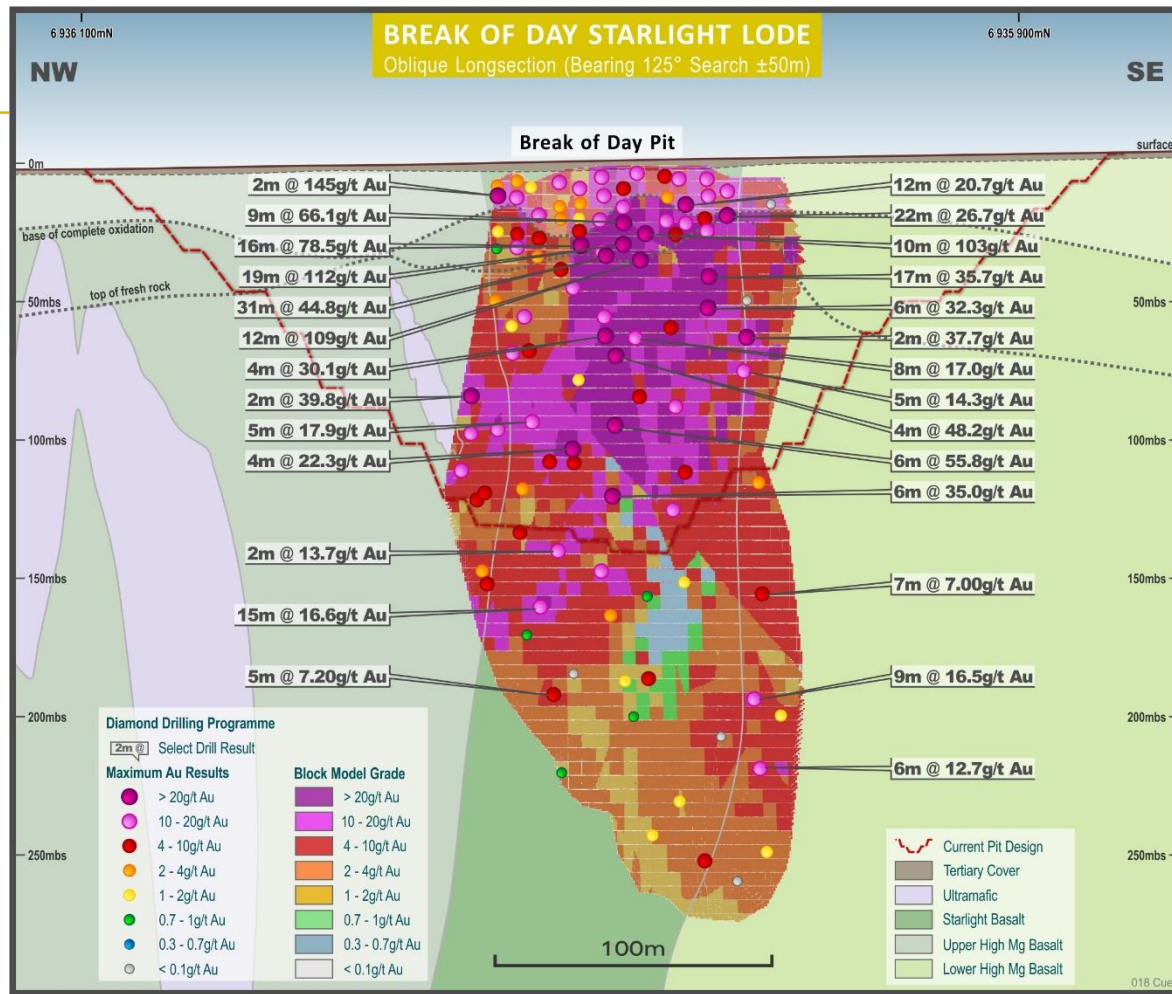 6 936 100mN
BREAK OF DAY STARLIGHT LODE
Oblique Longsection (Bearing 125° Search ±50m)
6 935 900mN
NW
SE
Break of Day Pit
surface
0m
2m @ 145g/t Au
9m @ 66.1g/t Au
16m @ 78.5g/t Au
19m @ 112g/t Au
31m @ 44.8g/t Au
12m @ 109g/t Au
4m @ 30.1g/t Au
2m @ 39.8g/t Au
5m @ 17.9g/t Au
4m @ 22.3g/t Au
2m @ 13.7g/t Au
15m @ 16.6g/t Au
5m @ 7.20g/t Au
12m @ 20.7g/t Au
22m @ 26.7g/t Au
10m @ 103g/t Au
17m @ 35.7g/t Au
6m @ 32.3g/t Au
2m @ 37.7g/t Au
8m @ 17.0g/t Au
5m @ 14.3g/t Au
4m @ 48.2g/t Au
6m @ 55.8g/t Au
6m @ 35.0g/t Au
7m @ 7.00g/t Au
9m @ 16.5g/t Au
6m @ 12.7g/t Au
base of complete oxidation
top of fresh rock
50mbs
100mbs
150mbs
200mbs
250mbs
50mbs
100mbs
150mbs
200mbs
250mbs
Diamond Drilling Programme
2m @
Select Drill Result
Maximum Au Results
> 20g/t Au
10 - 20g/t Au
4 - 10g/t Au
2 - 4g/t Au
1 - 2g/t Au
0.7 - 1g/t Au
0.3 - 0.7g/t Au
< 0.1g/t Au
Block Model Grade
> 20g/t Au
10 - 20g/t Au
4 - 10g/t Au
2 - 4g/t Au
1 - 2g/t Au
0.7 - 1g/t Au
0.3 - 0.7g/t Au
< 0.1g/t Au
100m
Current Pit Design
Tertiary Cover
Ultramafic
Starlight Basalt
Upper High Mg Basalt
Lower High Mg Basalt
018 Cue